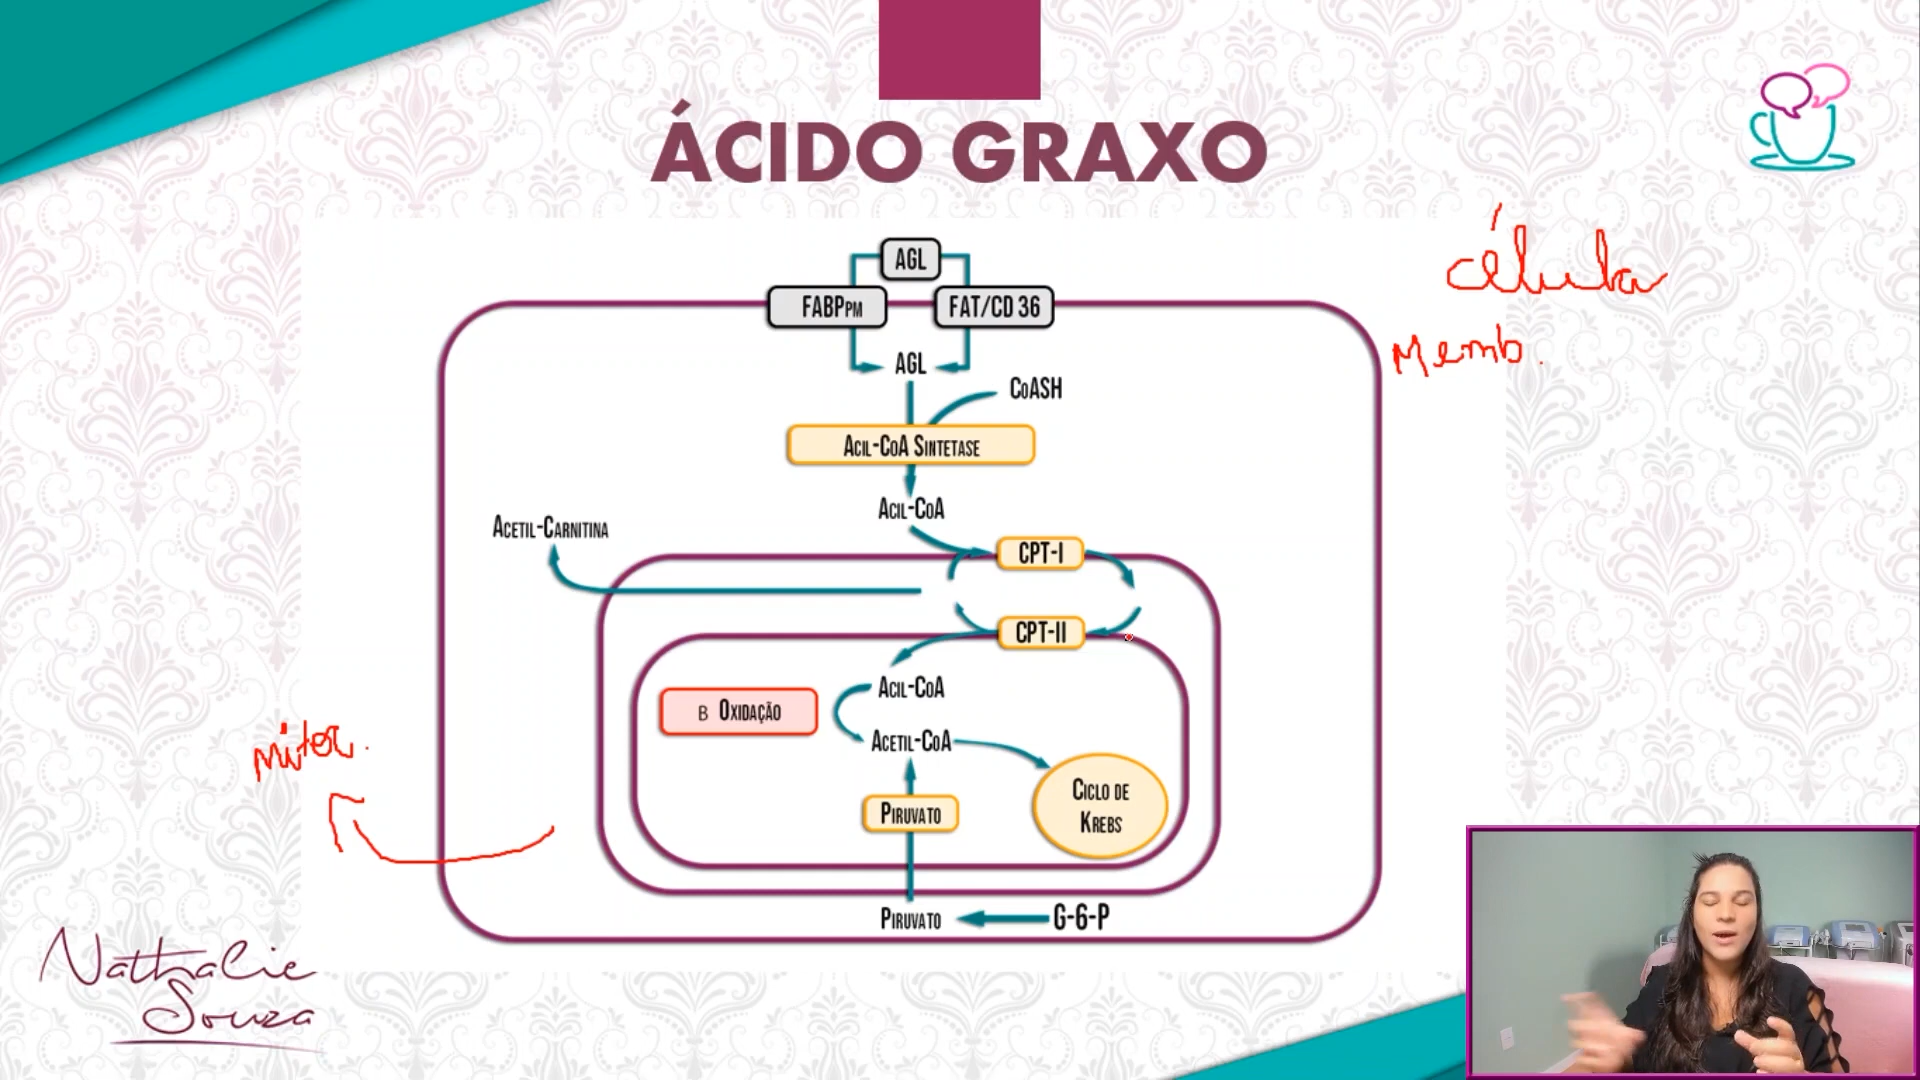 ÁCIDO GRAXO
célula
AGL
FABPPM
FAT/CD 36
Memb.
AGL
CoASH
Acil-CoA Sintetase
Acil-CoA
Acetil-Carnitina
CPT-I
CPT-II
Acil-CoA
B Oxidação
Acetil-CoA
mitoc.
Ciclo de
Krebs
Piruvato
Piruvato
G-6-P
Nathalie
Souza